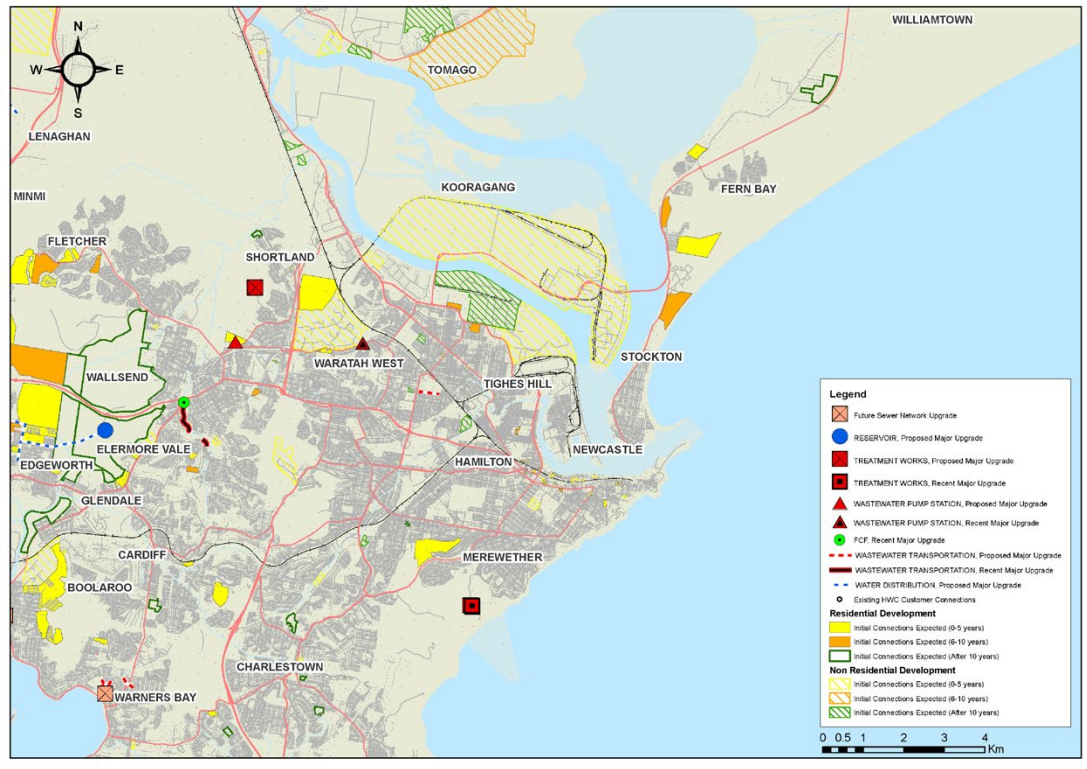 WILLIAMTOWN
N
W
E
S
TOMAGO
LENAGHAN
MINMI
KOORAGANG
FERN BAY
FLETCHER
SHORTLAND
STOCKTON
WARATAH WEST
WALLSEND
TIGHES HILL
ELERMORE VALE
NEWCASTLE
EDGEWORTH
HAMILTON
GLENDALE
CARDIFF
MEREWETHER
BOOLAROO
CHARLESTOWN
WARNERS BAY
Legend
Future Sewer Network Upgrade
RESERVOIR, Proposed Major Upgrade
TREATMENT WORKS, Proposed Major Upgrade
TREATMENT WORKS, Recent Major Upgrade
WASTEWATER PUMP STATION, Proposed Major Upgrade
WASTEWATER PUMP STATION, Recent Major Upgrade
FCF, Recent Major Upgrade
WASTEWATER TRANSPORTATION, Proposed Major Upgrade
WASTEWATER TRANSPORTATION, Recent Major Upgrade
WATER DISTRIBUTION, Proposed Major Upgrade
Existing HWC Customer Connections
Residential Development
Initial Connections Expected (0-5 years)
Initial Connections Expected (6-10 years)
Initial Connections Expected (After 10 years)
Non Residential Development
Initial Connections Expected (0-5 years)
Initial Connections Expected (6-10 years)
Initial Connections Expected (After 10 years)
0 0.5 1 2 3 4
Km